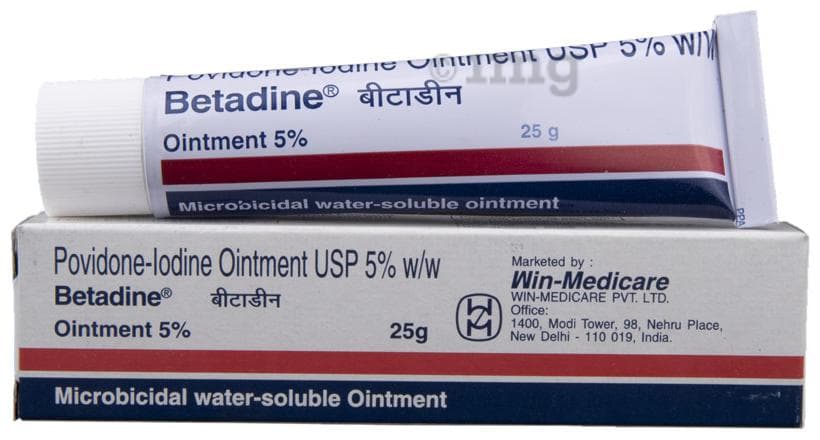 Povidone-Iodine Ointment USP 5% w/w
Betadine® बीटाडीन
Ointment 5%
25 g
Microbicidal water-soluble ointment
Povidone-Iodine Ointment USP 5% w/w
Betadine® बीटाडीन
Ointment 5%
25g
Microbicidal water-soluble Ointment
Marketed by :
Win-Medicare
WIN-MEDICARE PVT. LTD.
Office:
1400, Modi Tower, 98, Nehru Place,
New Delhi - 110 019, India.